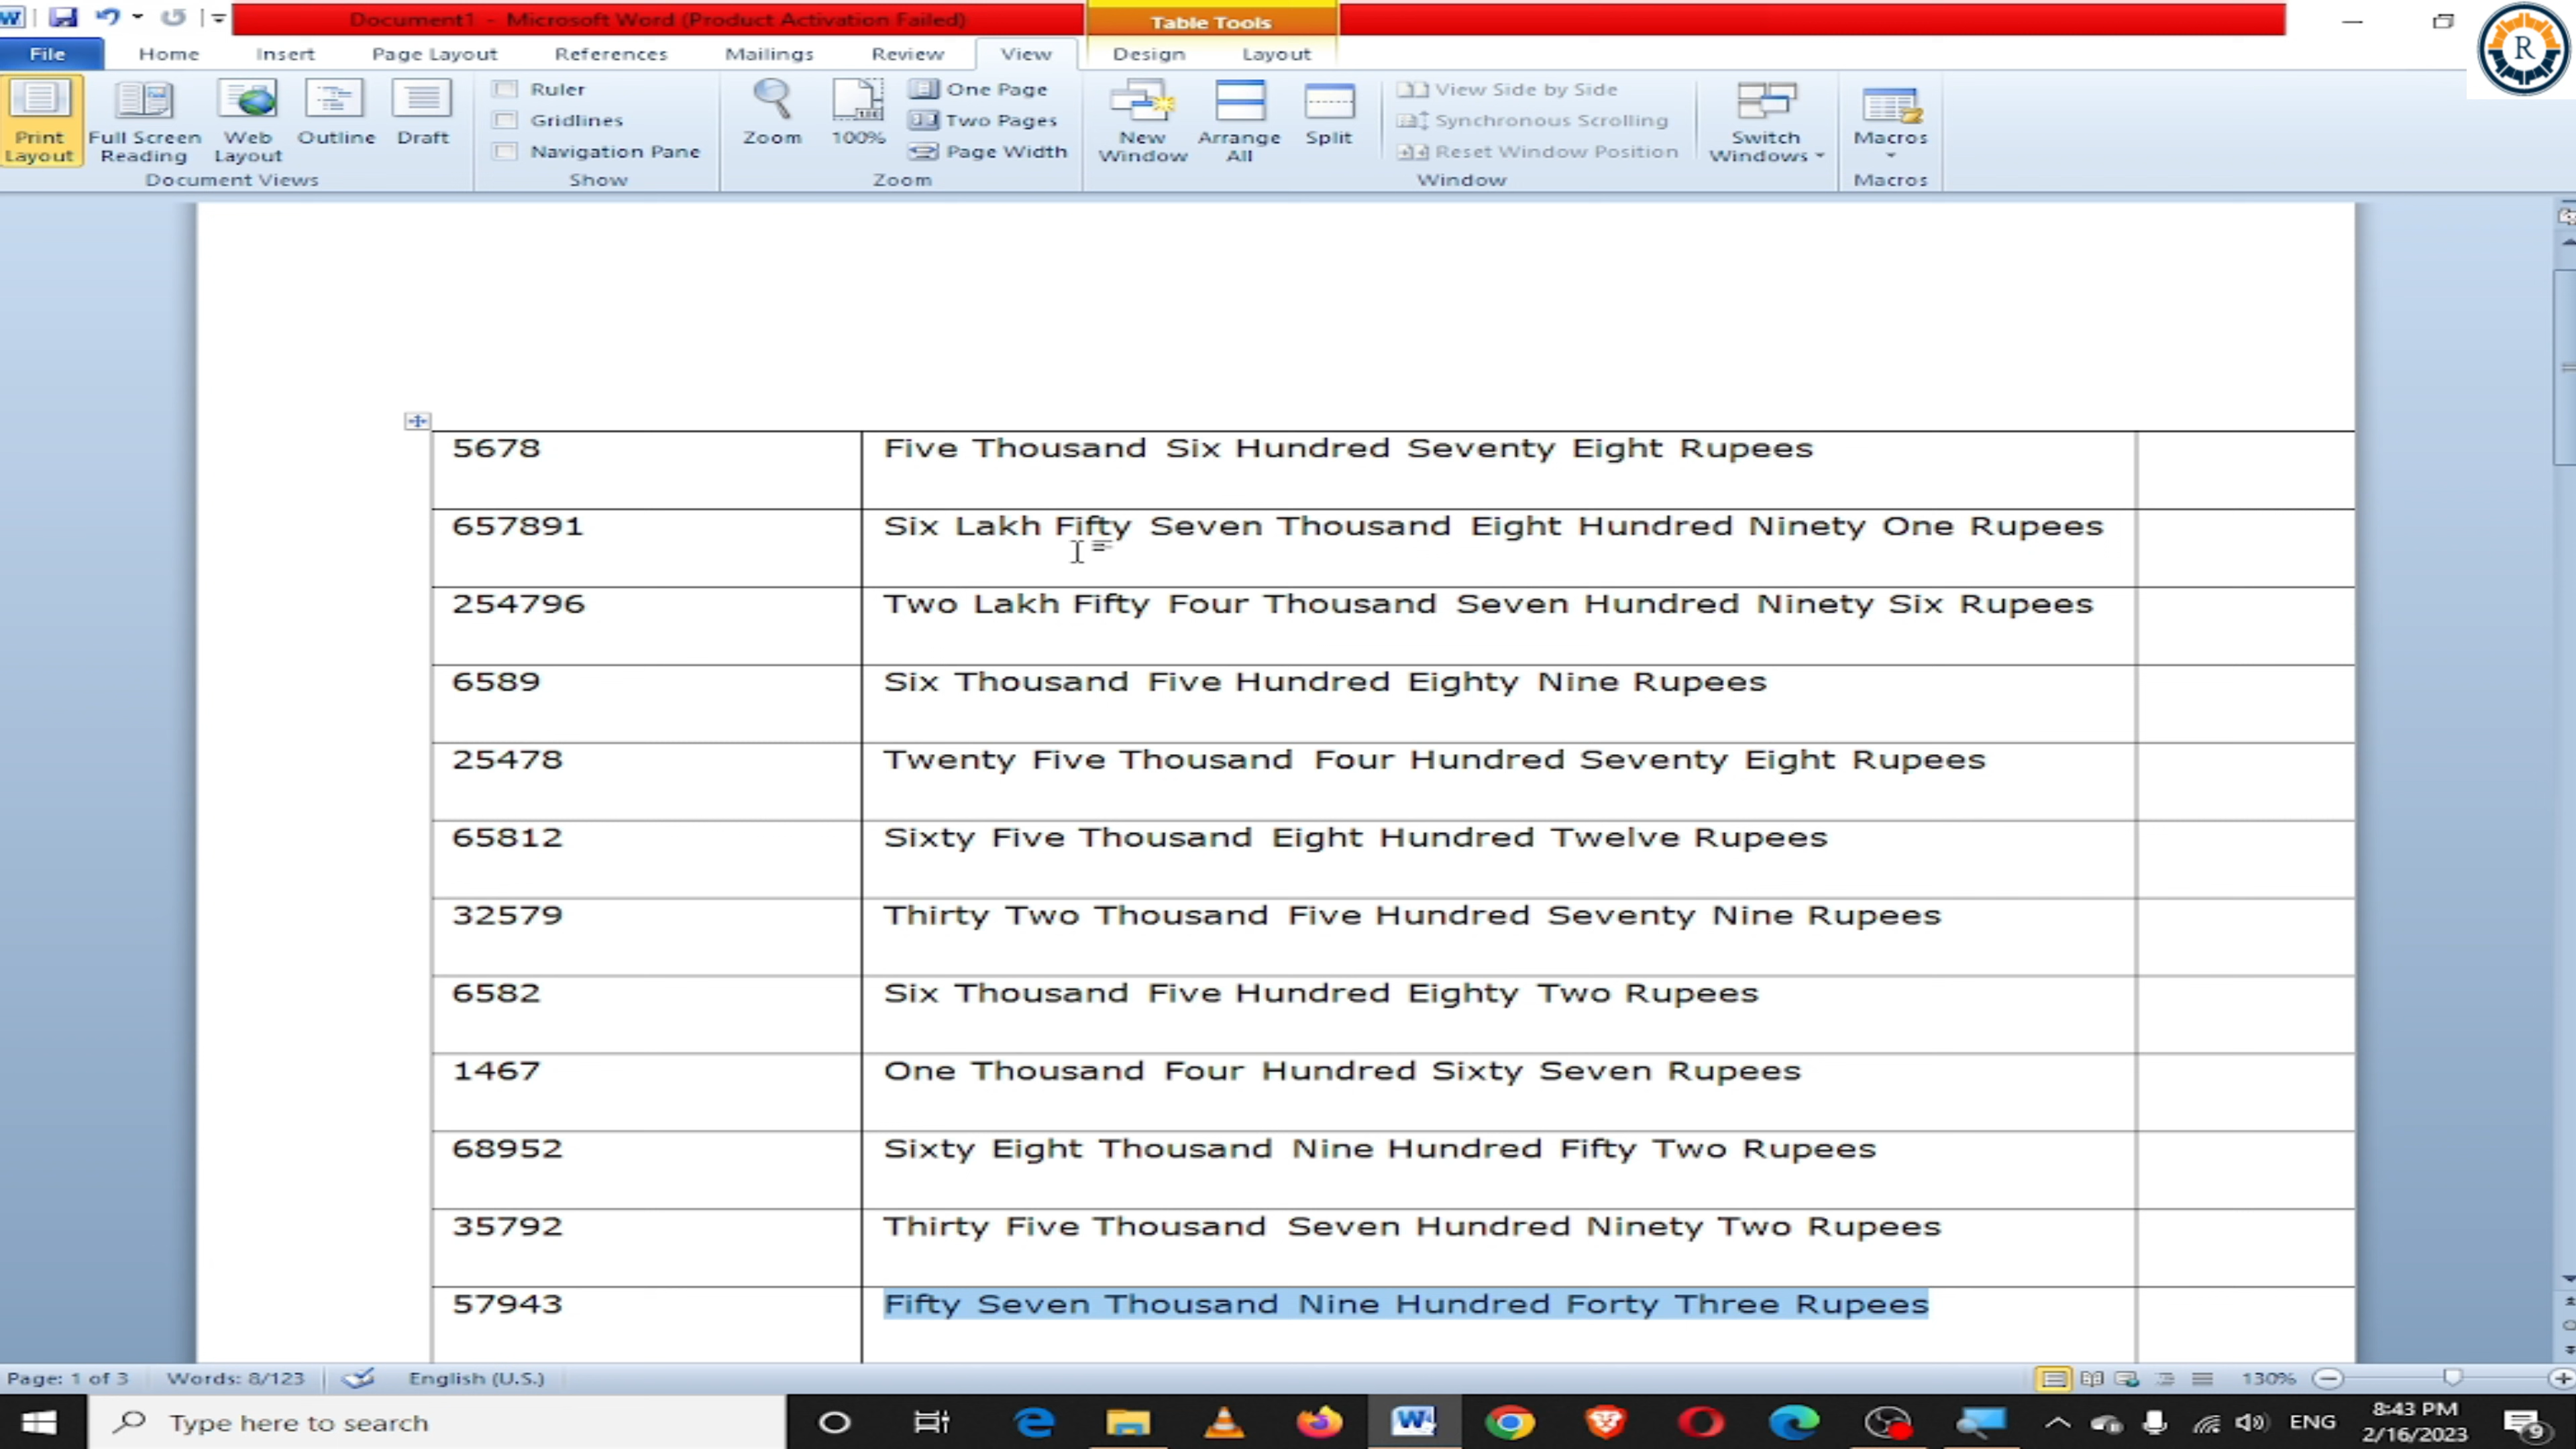 Document1 - Microsoft Word (Product Activation Failed)
Table Tools
R
File Home Insert Page Layout References Mailings Review View Design Layout
Print Layout
Full Screen Reading
Web Layout
Outline
Draft
Document Views
Ruler
Gridlines
Navigation Pane
Show
Zoom
100%
One Page
Two Pages
Page Width
Zoom
New Window
Arrange All
Split
View Side by Side
Synchronous Scrolling
Reset Window Position
Window
Switch Windows
Macros
Macros
5678 Five Thousand Six Hundred Seventy Eight Rupees
657891 Six Lakh Fifty Seven Thousand Eight Hundred Ninety One Rupees
254796 Two Lakh Fifty Four Thousand Seven Hundred Ninety Six Rupees
6589 Six Thousand Five Hundred Eighty Nine Rupees
25478 Twenty Five Thousand Four Hundred Seventy Eight Rupees
65812 Sixty Five Thousand Eight Hundred Twelve Rupees
32579 Thirty Two Thousand Five Hundred Seventy Nine Rupees
6582 Six Thousand Five Hundred Eighty Two Rupees
1467 One Thousand Four Hundred Sixty Seven Rupees
68952 Sixty Eight Thousand Nine Hundred Fifty Two Rupees
35792 Thirty Five Thousand Seven Hundred Ninety Two Rupees
57943 Fifty Seven Thousand Nine Hundred Forty Three Rupees
Page: 1 of 3 Words: 8/123 English (U.S.) 130%
Type here to search
ENG
8:43 PM
2/16/2023
9